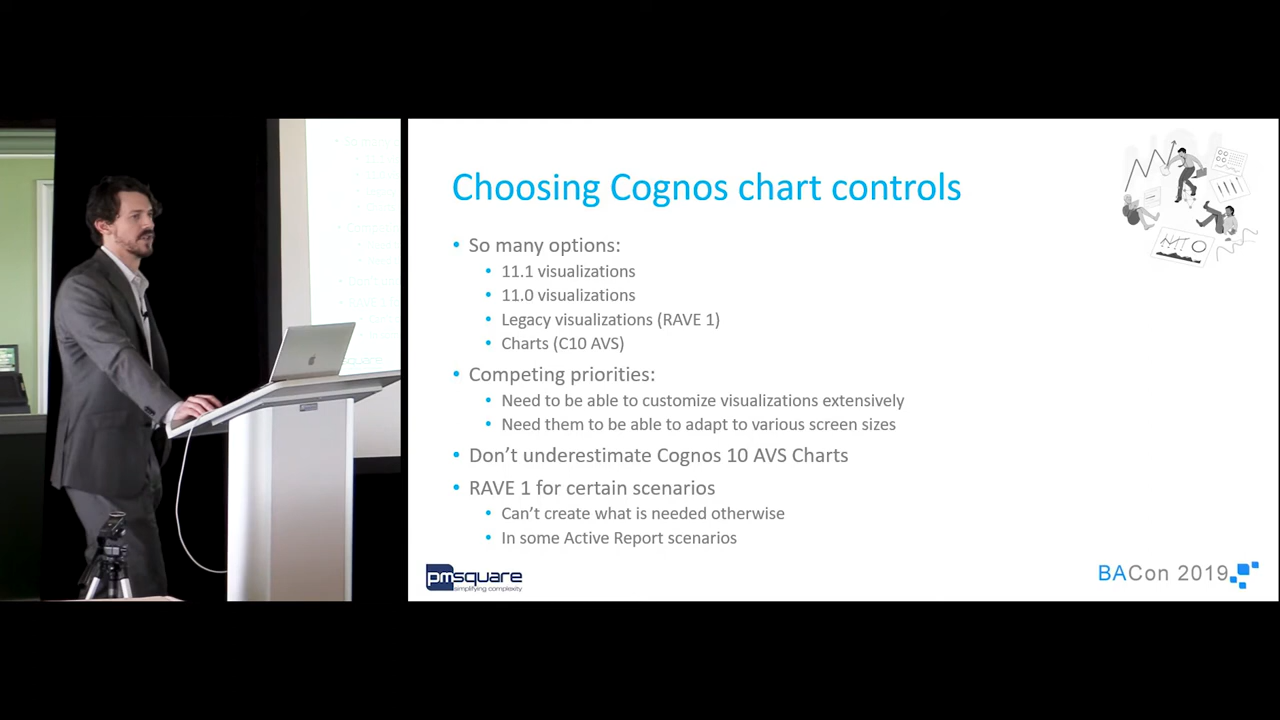 Choosing Cognos chart controls
• So many options:
• 11.1 visualizations
• 11.0 visualizations
• Legacy visualizations (RAVE 1)
• Charts (C10 AVS)
• Competing priorities:
• Need to be able to customize visualizations extensively
• Need them to be able to adapt to various screen sizes
• Don’t underestimate Cognos 10 AVS Charts
• RAVE 1 for certain scenarios
• Can’t create what is needed otherwise
• In some Active Report scenarios
pmsquare
simplifying complexity
BACon 2019